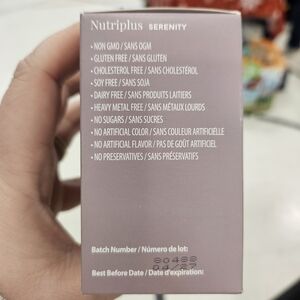 Nutriplus SERENITY
• NON GMO / SANS OGM
• GLUTEN FREE / SANS GLUTEN
• CHOLESTEROL FREE / SANS CHOLESTÉROL
• SOY FREE / SANS SOJA
• DAIRY FREE / SANS PRODUITS LAITIERS
• HEAVY METAL FREE / SANS MÉTAUX LOURDS
• NO SUGARS / SANS SUCRES
• NO ARTIFICIAL COLOR / SANS COULEUR ARTIFICIELLE
• NO ARTIFICIAL FLAVOR / PAS DE GOÛT ARTIFICIEL
• NO PRESERVATIVES / SANS PRÉSERVATIFS
Batch Number / Número de lot:
Best Before Date / Date d'expiration: